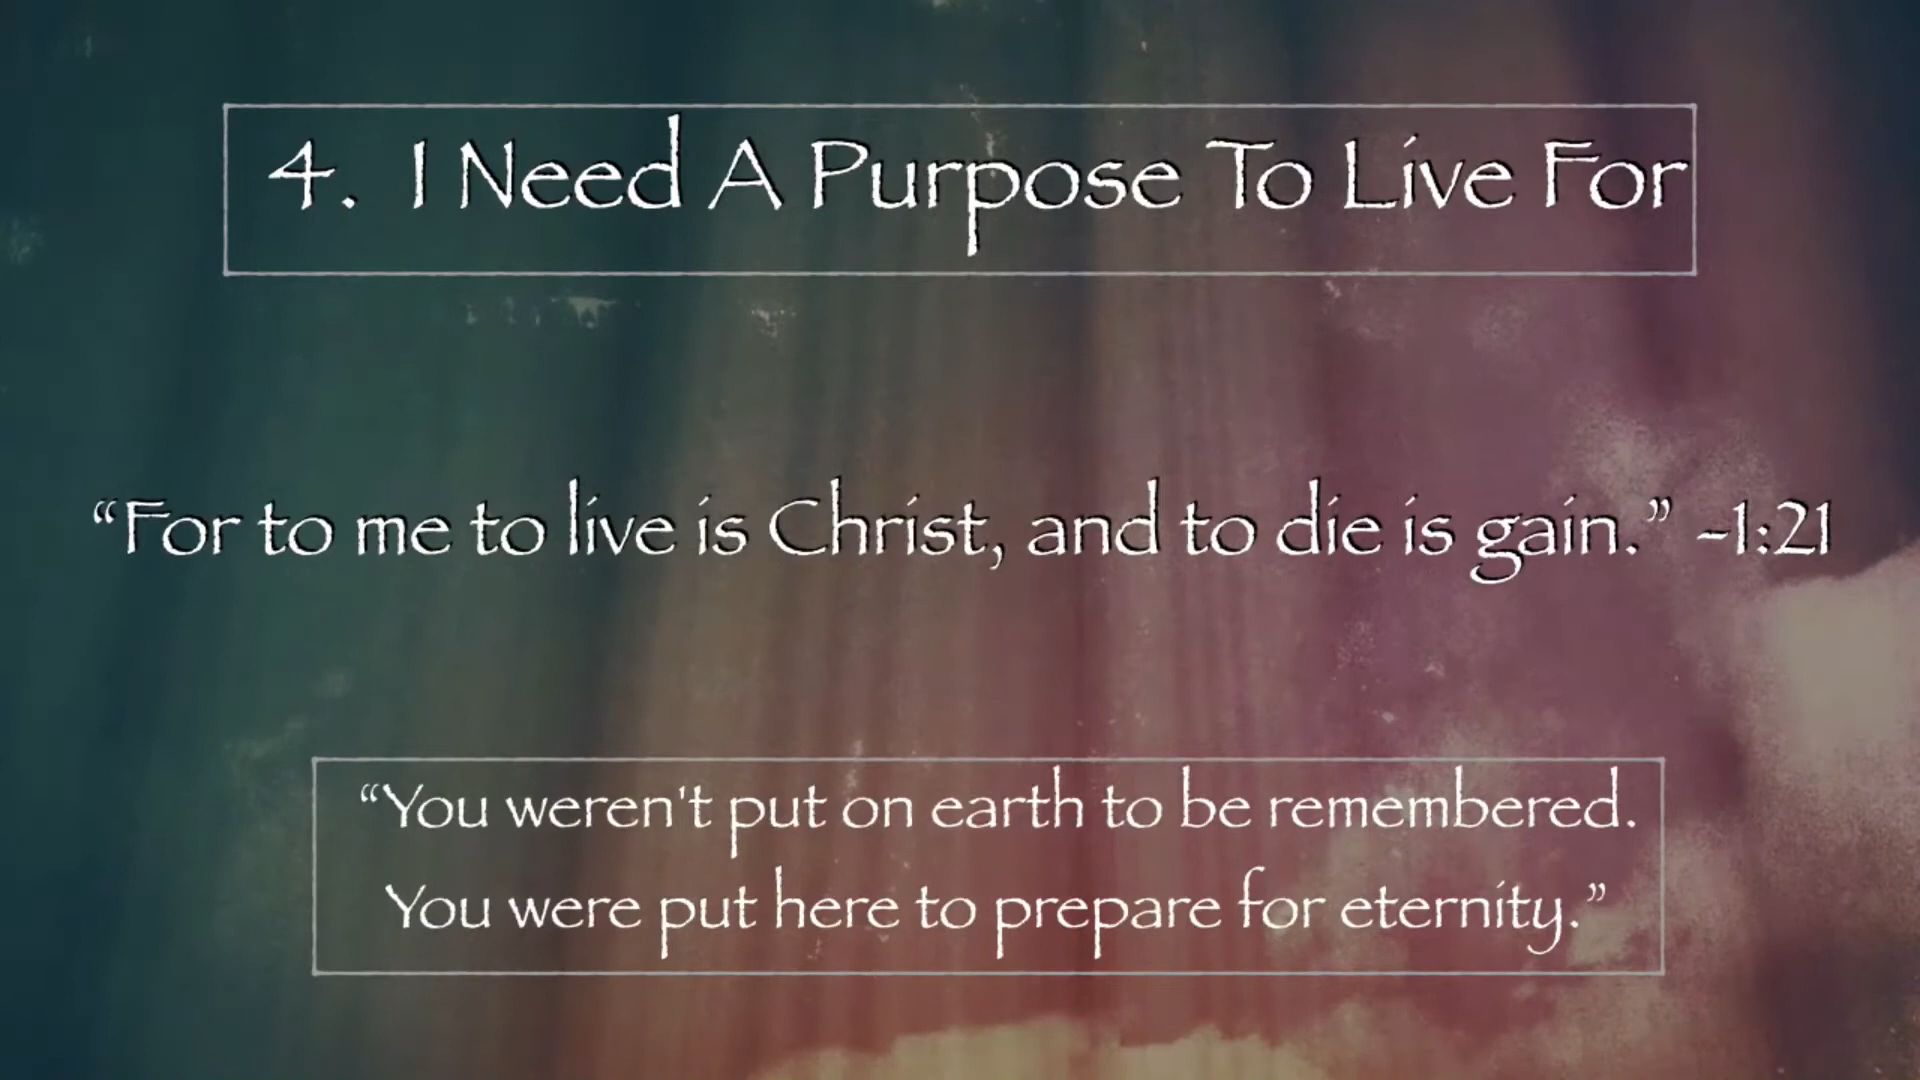 4. I Need A Purpose To Live For
“For to me to live is Christ, and to die is gain.” -1:21
“You weren't put on earth to be remembered.
You were put here to prepare for eternity.”